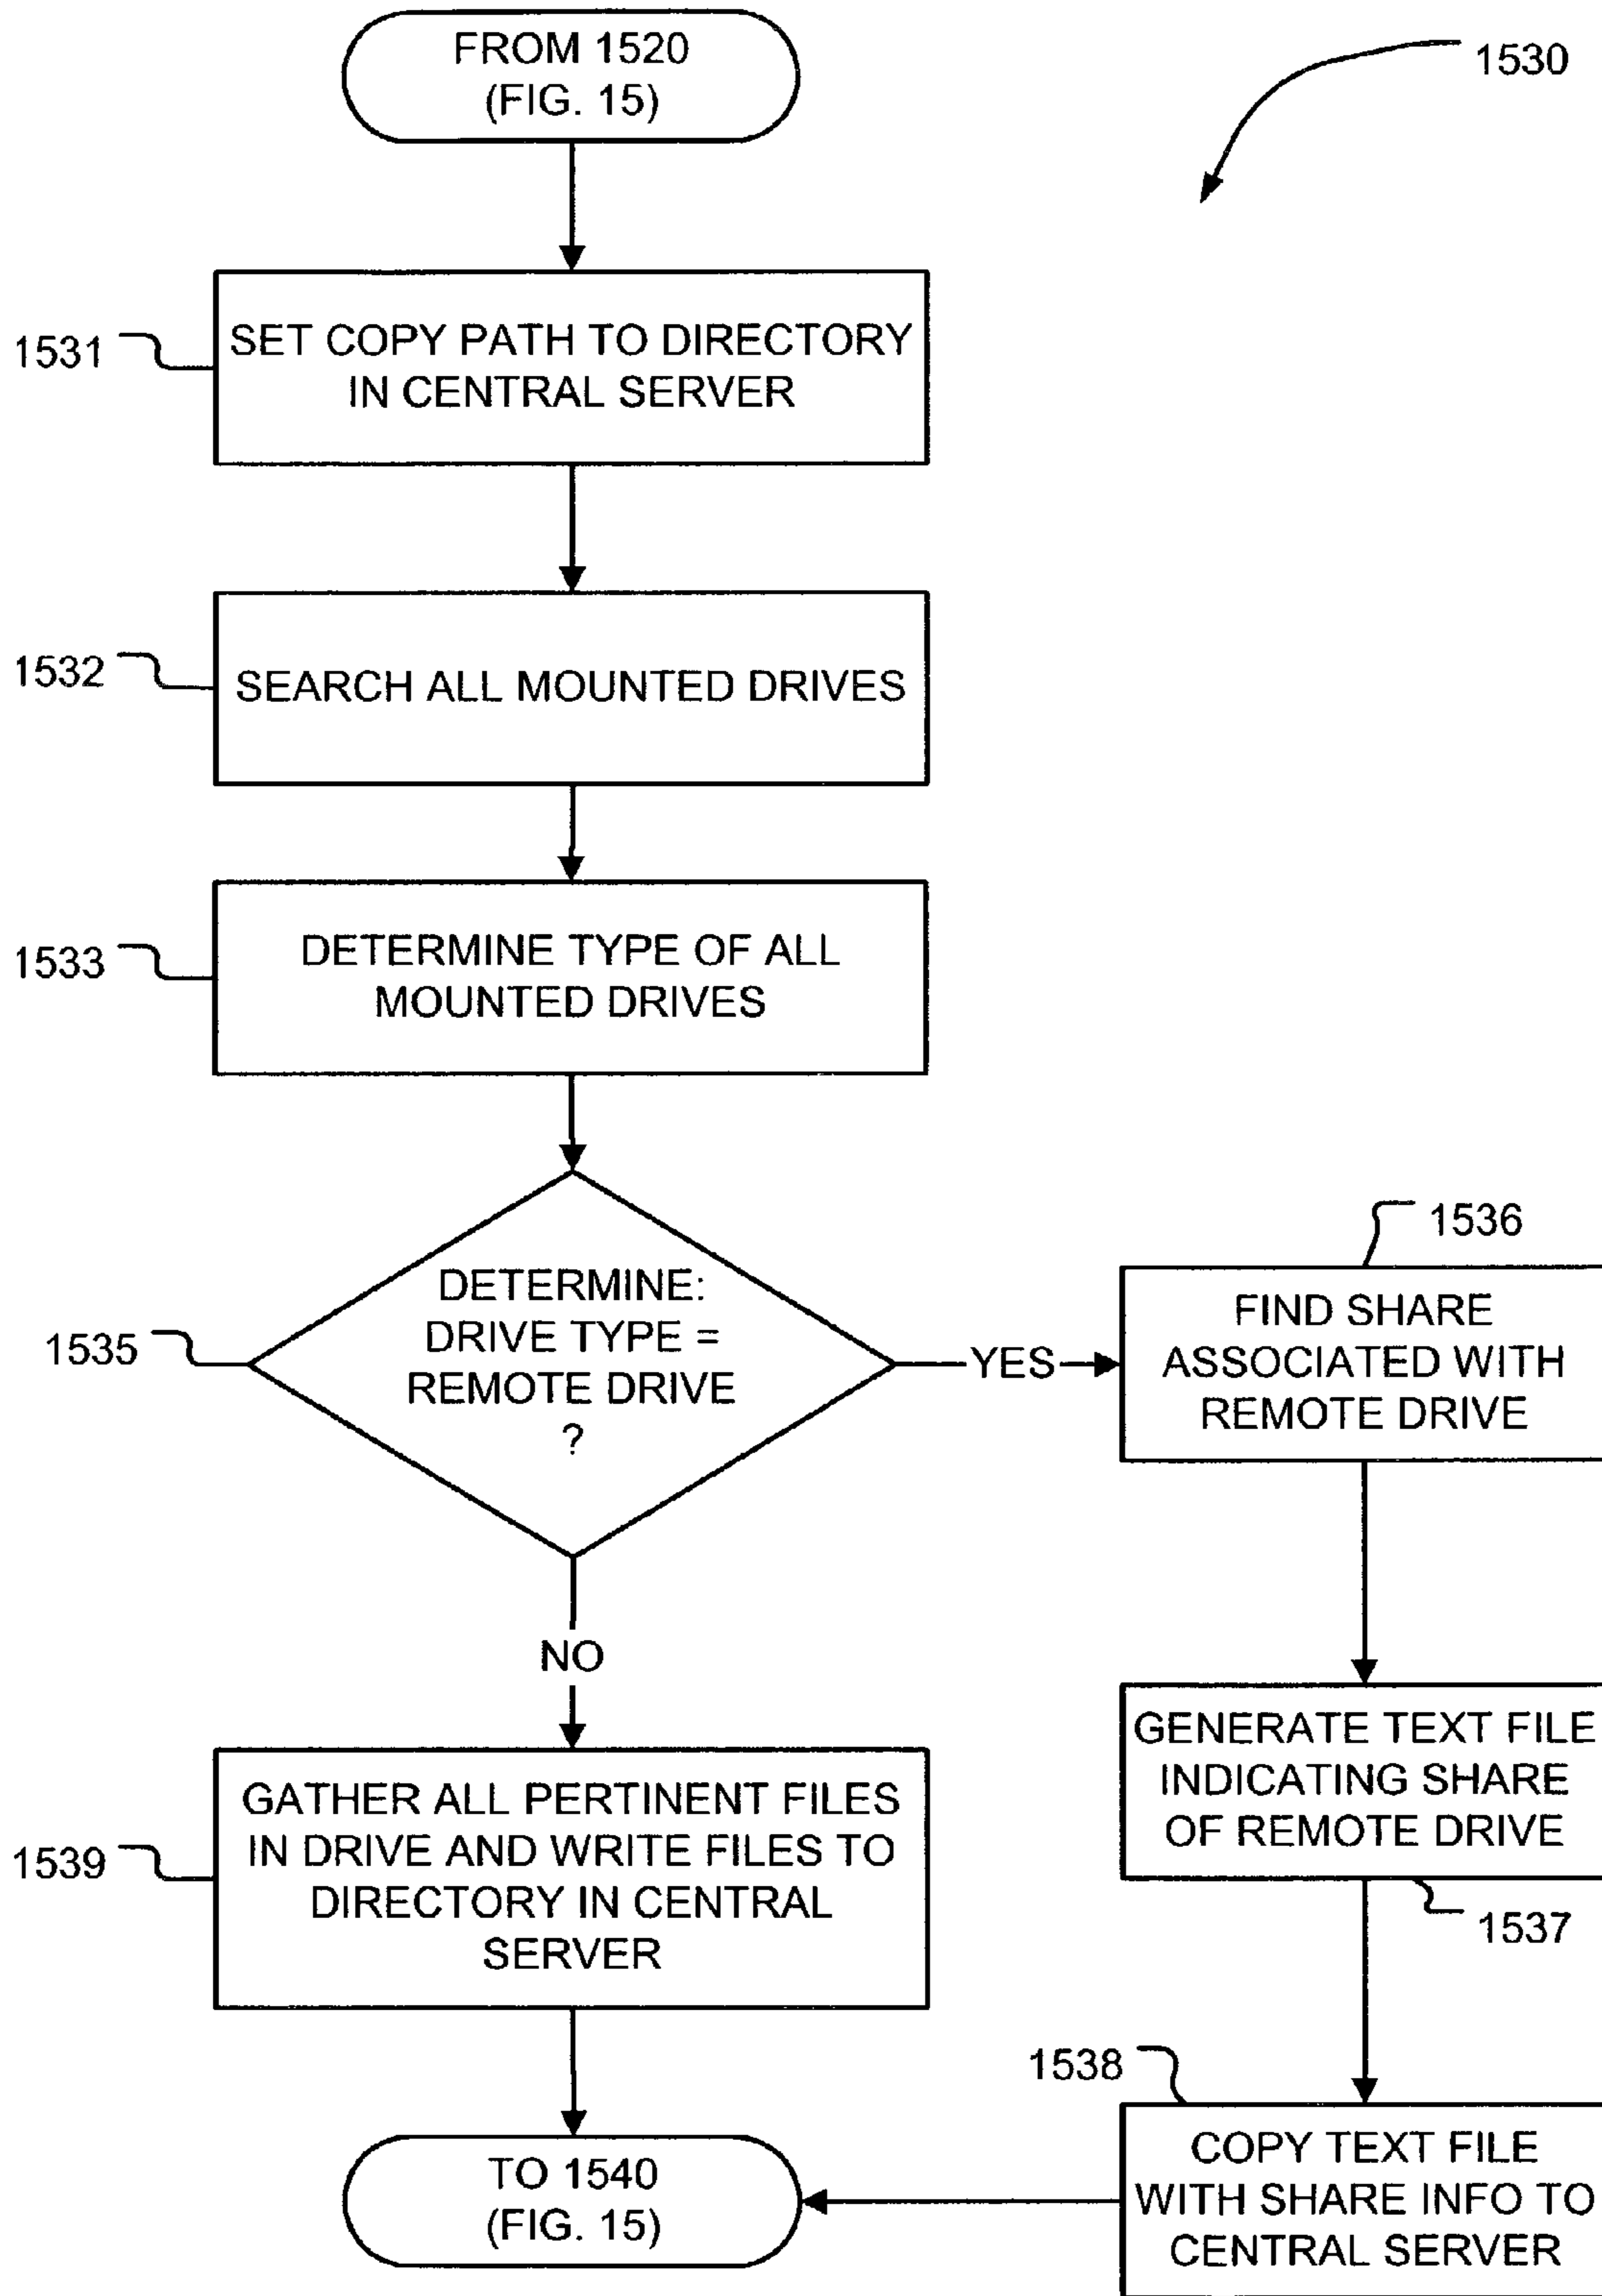 FROM 1520
(FIG. 15)
1530
1531
SET COPY PATH TO DIRECTORY
IN CENTRAL SERVER
1532
SEARCH ALL MOUNTED DRIVES
1533
DETERMINE TYPE OF ALL
MOUNTED DRIVES
1535
DETERMINE:
DRIVE TYPE =
REMOTE DRIVE
?
YES
1536
FIND SHARE
ASSOCIATED WITH
REMOTE DRIVE
NO
GENERATE TEXT FILE
INDICATING SHARE
OF REMOTE DRIVE
1537
1539
GATHER ALL PERTINENT FILES
IN DRIVE AND WRITE FILES TO
DIRECTORY IN CENTRAL
SERVER
1538
COPY TEXT FILE
WITH SHARE INFO TO
CENTRAL SERVER
TO 1540
(FIG. 15)